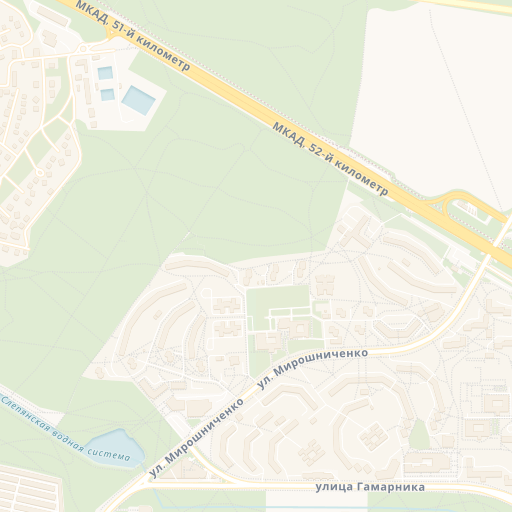 МКАД, 51-й километр
МКАД, 52-й километр
ул. Мирошниченко
ул. Мирошниченко
Слепянская водная система
улица Гамарника